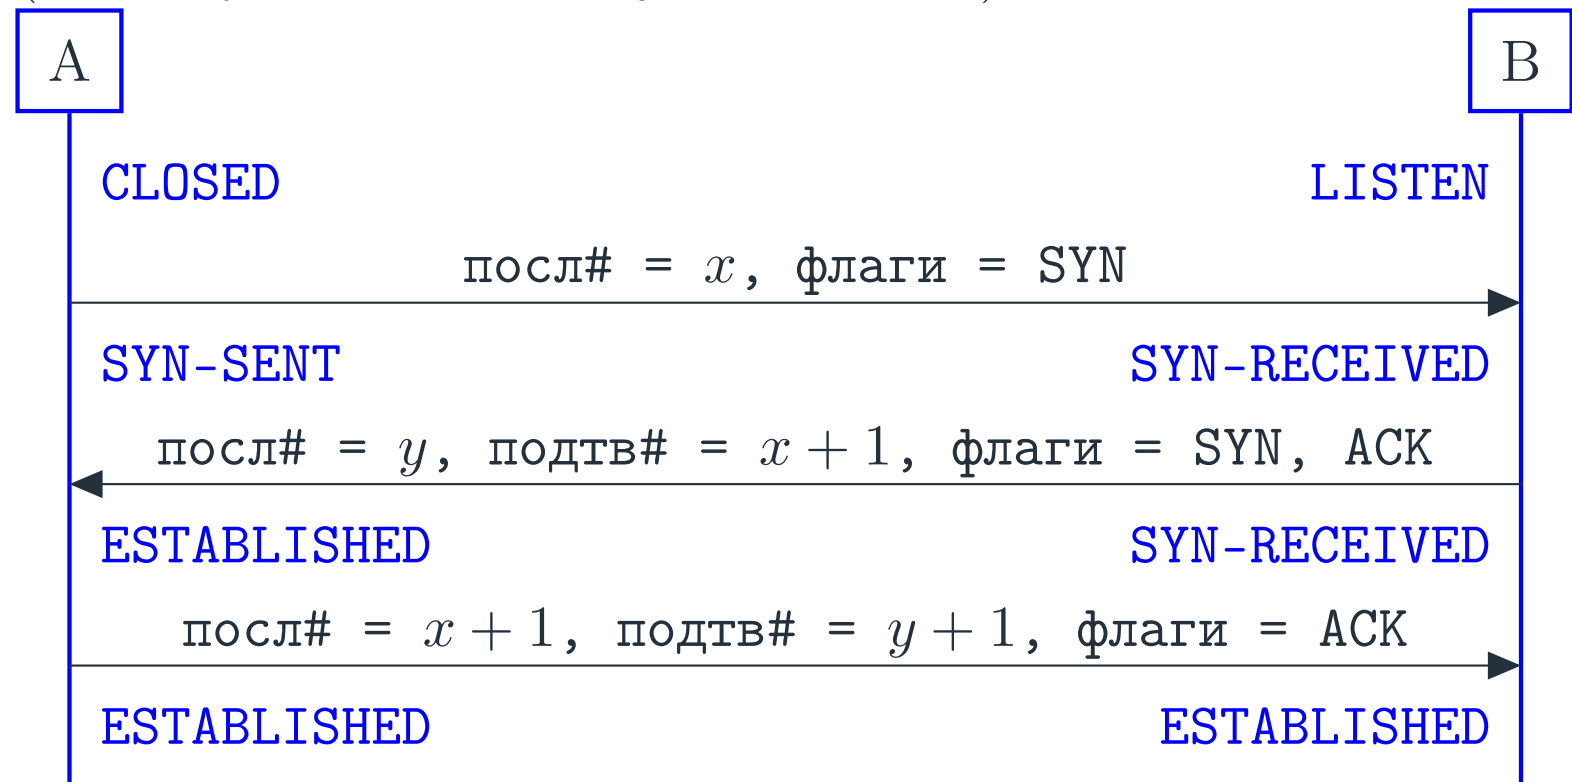 A B
CLOSED LISTEN
посл# = x, флаги = SYN
SYN-SENT SYN-RECEIVED
посл# = y, подтв# = x + 1, флаги = SYN, ACK
ESTABLISHED SYN-RECEIVED
посл# = x + 1, подтв# = y + 1, флаги = ACK
ESTABLISHED ESTABLISHED